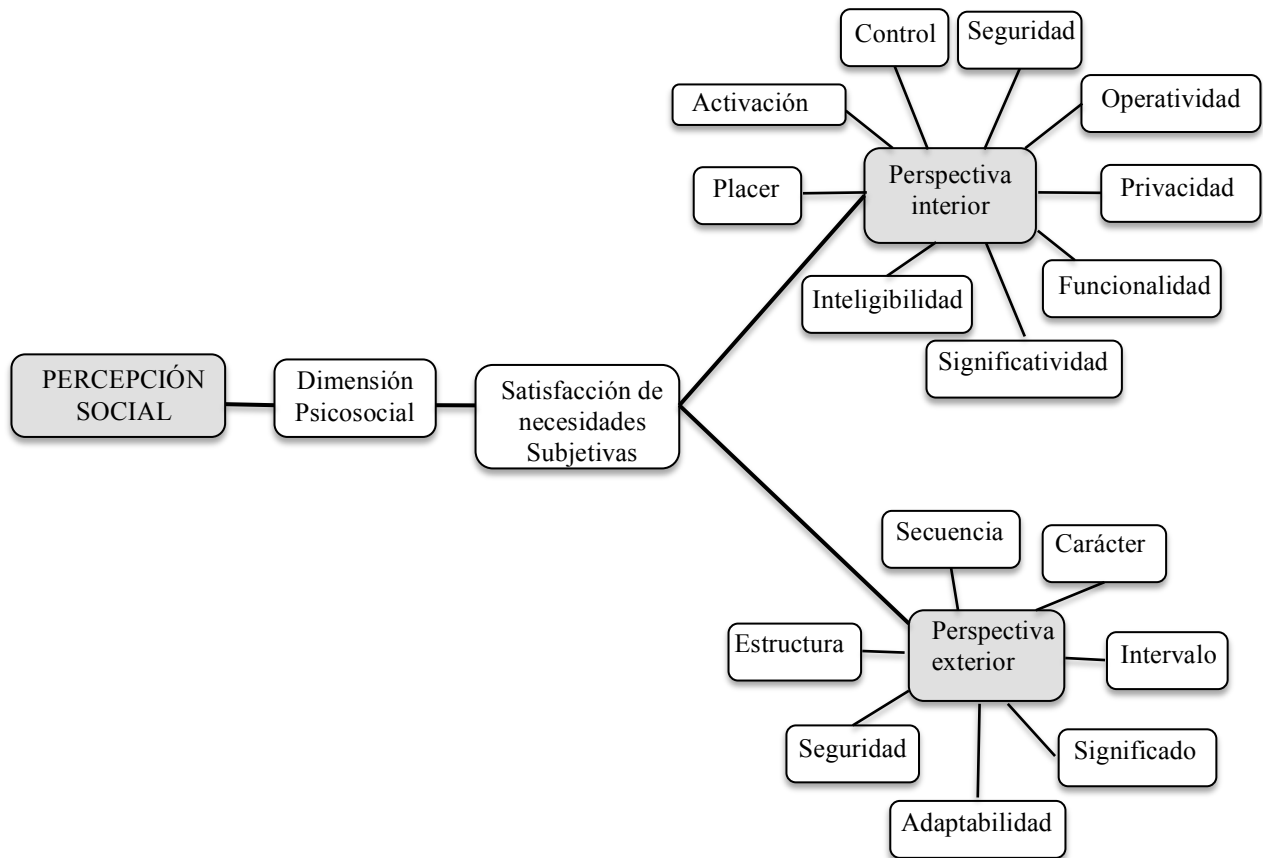 Control
Seguridad
Activación
Operatividad
Placer
Perspectiva
interior
Privacidad
Inteligibilidad
Funcionalidad
Significatividad
PERCEPCIÓN
SOCIAL
Dimensión
Psicosocial
Satisfacción de
necesidades
Subjetivas
Secuencia
Carácter
Estructura
Perspectiva
exterior
Intervalo
Seguridad
Significado
Adaptabilidad